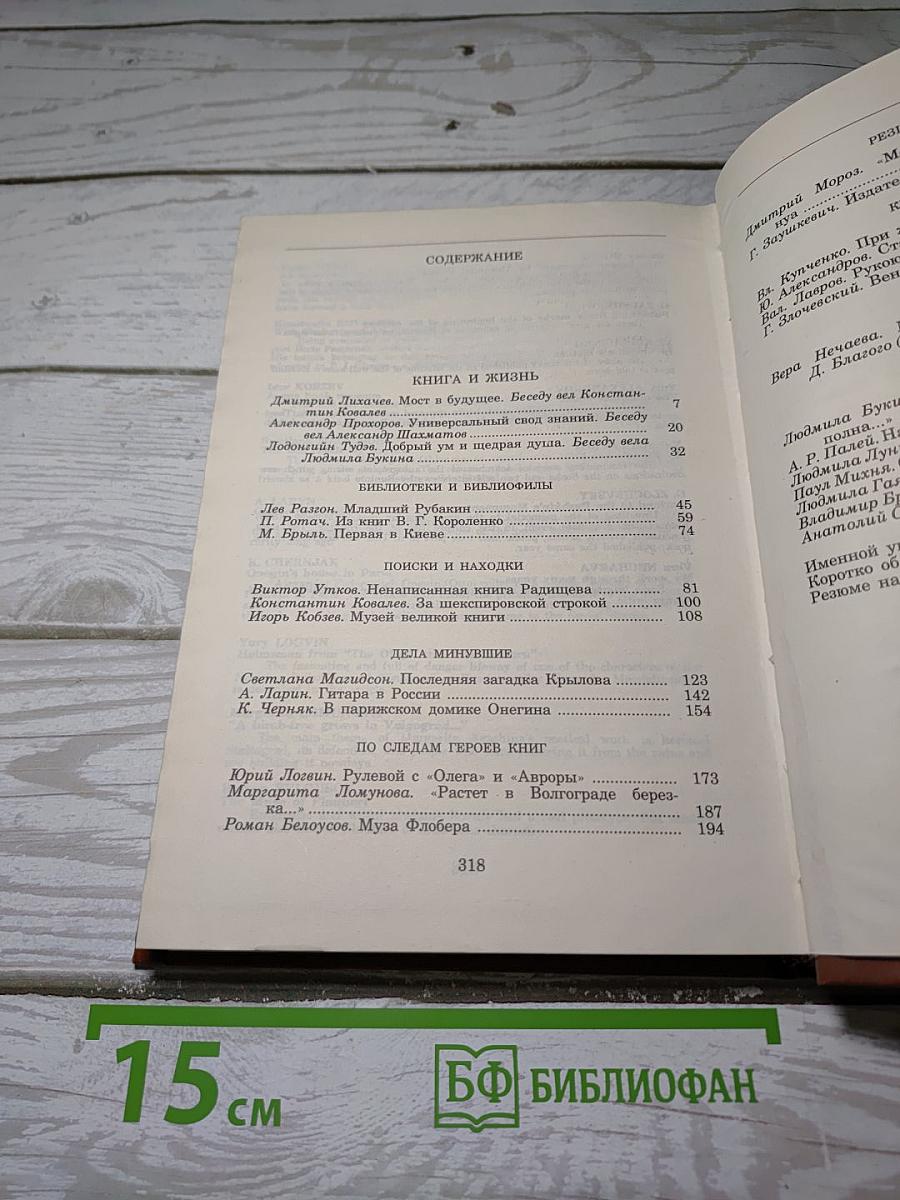 СОДЕРЖАНИЕ
КНИГА И ЖИЗНЬ
Дмитрий Лихачев. Мост в будущее. Беседу вел Констан-
тин Ковалев ........ 7
Александр Прохоров. Универсальный свод знаний. Беседу
вел Александр Шахматов ........ 20
Лодонгийн Тудэв. Добрый ум и щедрая душа. Беседу вела
Людмила Букина ........ 32
БИБЛИОТЕКИ И БИБЛИОФИЛЫ
Лев Разгон. Младший Рубакин ........ 45
П. Ротач. Из книг В. Г. Короленко ........ 59
М. Брыль. Первая в Киеве ........ 74
ПОИСКИ И НАХОДКИ
Виктор Утков. Ненаписанная книга Радищева ........ 81
Константин Ковалев. За шекспировской строкой ........ 100
Игорь Кобзев. Музей великой книги ........ 108
ДЕЛА МИНУВШИЕ
Светлана Магидсон. Последняя загадка Крылова ........ 123
А. Ларин. Гитара в России ........ 142
К. Черняк. В парижском домике Онегина ........ 154
ПО СЛЕДАМ ГЕРОЕВ КНИГ
Юрий Логвин. Рулевой с «Олега» и «Авроры» ........ 173
Маргарита Ломунова. «Растет в Волгограде берез-
ка...» ........ 187
Роман Белоусов. Муза Флобера ........ 194
318
Дмитрий Мороз.
нуа ........
Г. Заушкевич.
Вл. Купченко. При
Ю. Александров.
Вал. Лавров.
Г. Злочевский.
Вера Нечаева.
Д. Благого
Людмила
полна...»
А. Р. Палей.
Людмила
Паул Михня.
Людмила
Владимир
Анатолий
Именной
Коротко об
Резюме на
15 см
БФ БИБЛИОФАН